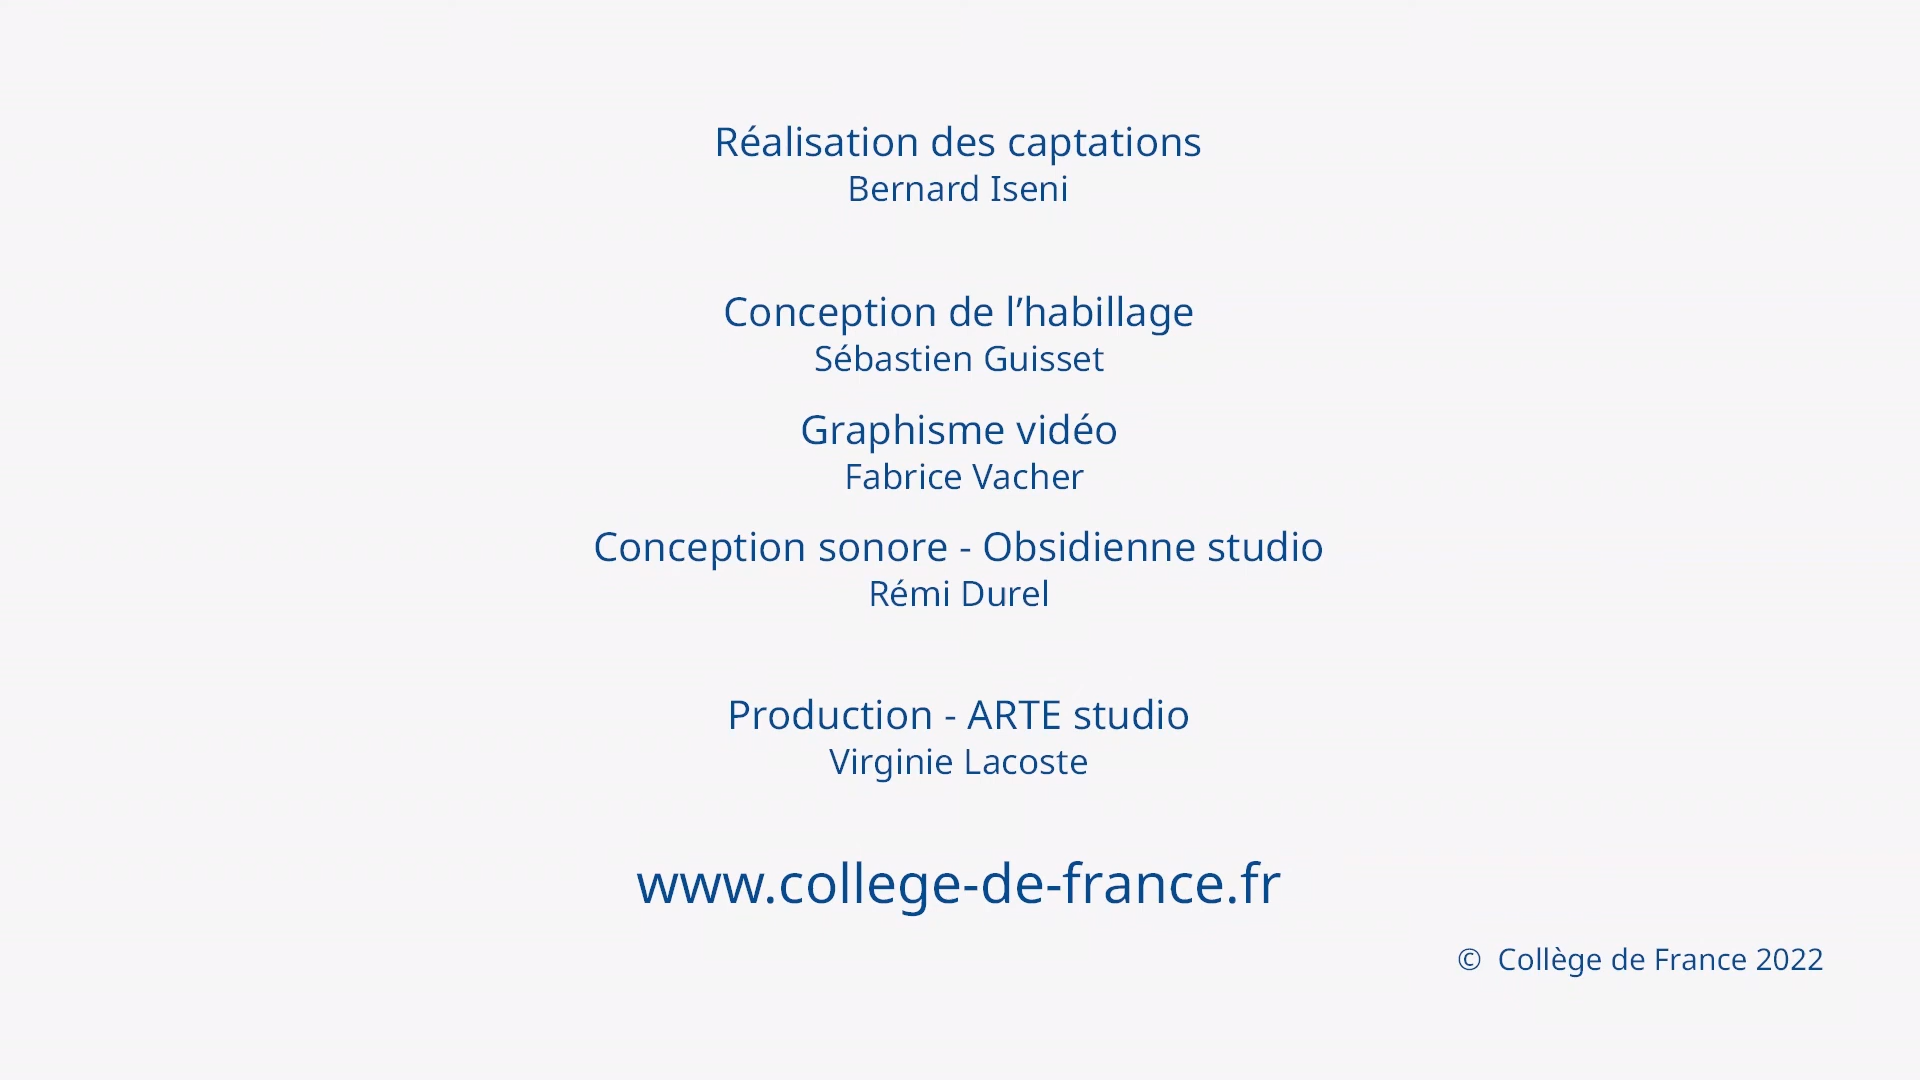 Réalisation des captations
Bernard Iseni
Conception de l’habillage
Sébastien Guisset
Graphisme vidéo
Fabrice Vacher
Conception sonore - Obsidienne studio
Rémi Durel
Production - ARTE studio
Virginie Lacoste
www.college-de-france.fr
© Collège de France 2022